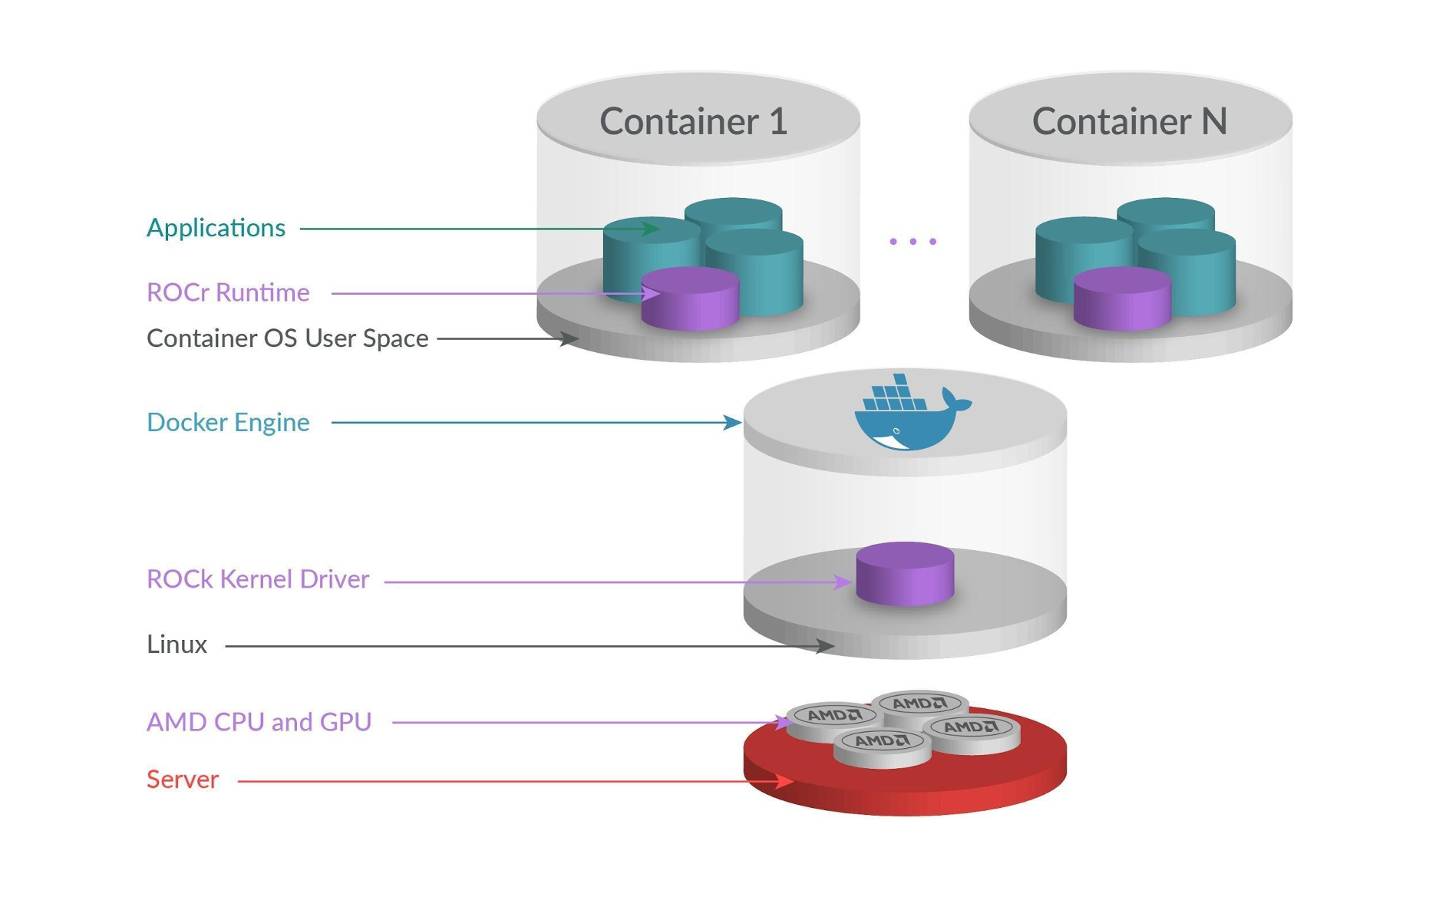 Container 1
Container N
Applications
ROCr Runtime
Container OS User Space
Docker Engine
ROCk Kernel Driver
Linux
AMD CPU and GPU
AMD
AMD
AMD
AMD
Server